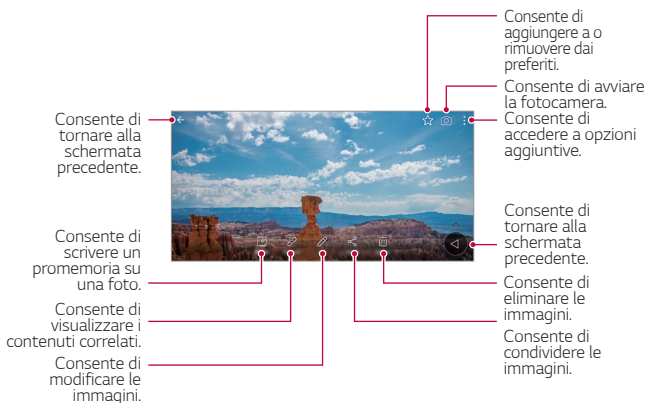 Consente di
tornare alla
schermata
precedente.
Consente di
scrivere un
promemoria su
una foto.
Consente di
visualizzare i
contenuti correlati.
Consente di
modificare le
immagini.
Consente di
aggiungere a o
rimuovere dai
preferiti.
Consente di avviare
la fotocamera.
Consente di
accedere a opzioni
aggiuntive.
Consente di
tornare alla
schermata
precedente.
Consente di
eliminare le
immagini.
Consente di
condividere le
immagini.